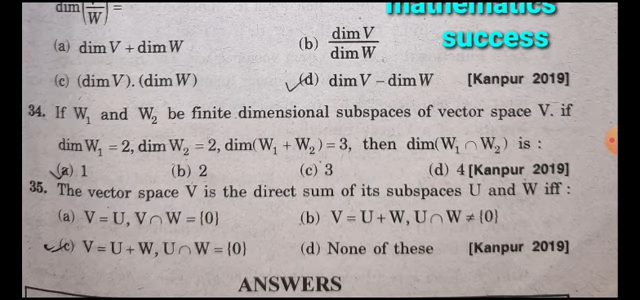 dim(V/W) = mathematics
success
(a) dim V + dim W (b) dim V / dim W
(c) (dim V). (dim W) (d) dim V – dim W [Kanpur 2019]
34. If W₁ and W₂ be finite dimensional subspaces of vector space V. if
dim W₁ = 2, dim W₂ = 2, dim(W₁ + W₂) = 3, then dim(W₁ ∩ W₂) is :
(a) 1 (b) 2 (c) 3 (d) 4 [Kanpur 2019]
35. The vector space V is the direct sum of its subspaces U and W iff :
(a) V = U, V ∩ W = {0} (b) V = U + W, U ∩ W ≠ {0}
(c) V = U + W, U ∩ W = {0} (d) None of these [Kanpur 2019]
ANSWERS